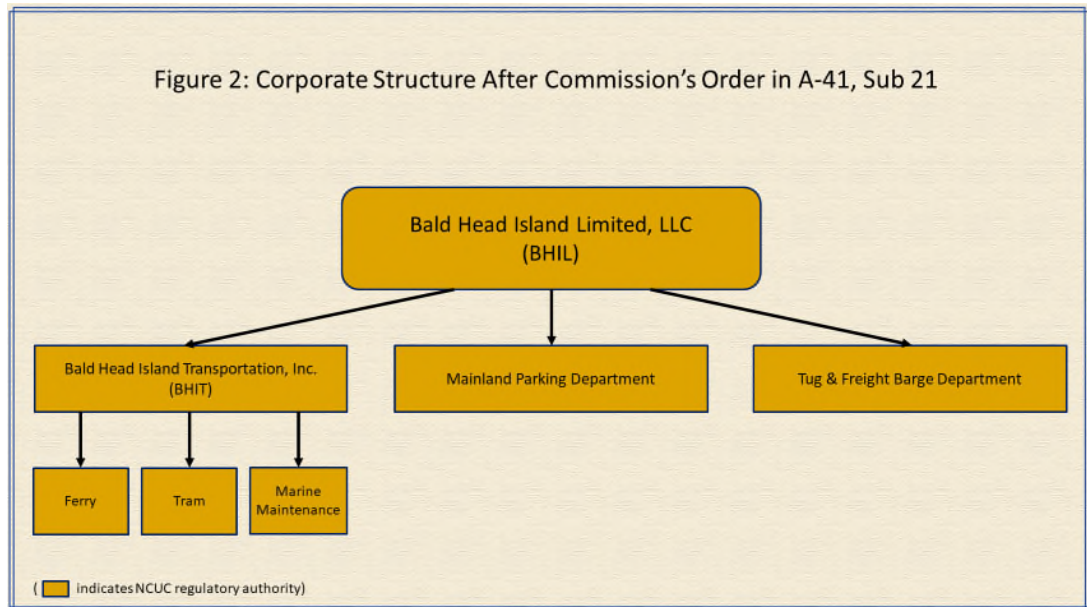 Figure 2: Corporate Structure After Commission's Order in A-41, Sub 21
Bald Head Island Limited, LLC
(BHIL)
Bald Head Island Transportation, Inc.
(BHIT)
Mainland Parking Department
Tug & Freight Barge Department
Ferry
Tram
Marine
Maintenance
( indicates NCUC regulatory authority)